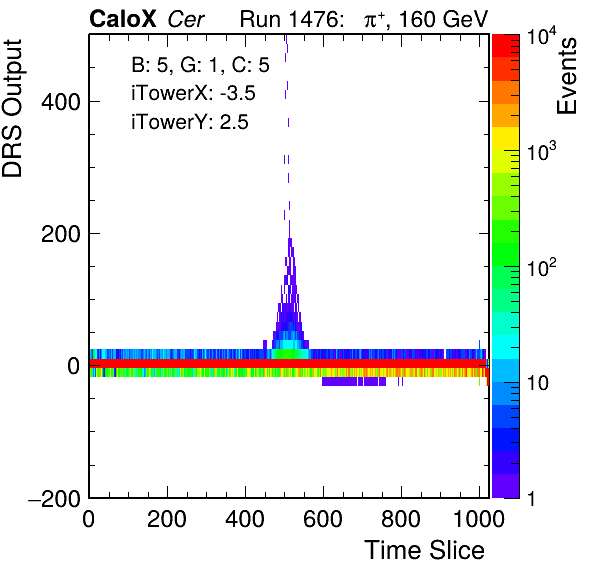 CaloX Cer Run 1476: π⁺, 160 GeV
B: 5, G: 1, C: 5
iTowerX: -3.5
iTowerY: 2.5
DRS Output
400
200
0
−200
0 200 400 600 800 1000
Time Slice
Events
10⁴
10³
10²
10
1